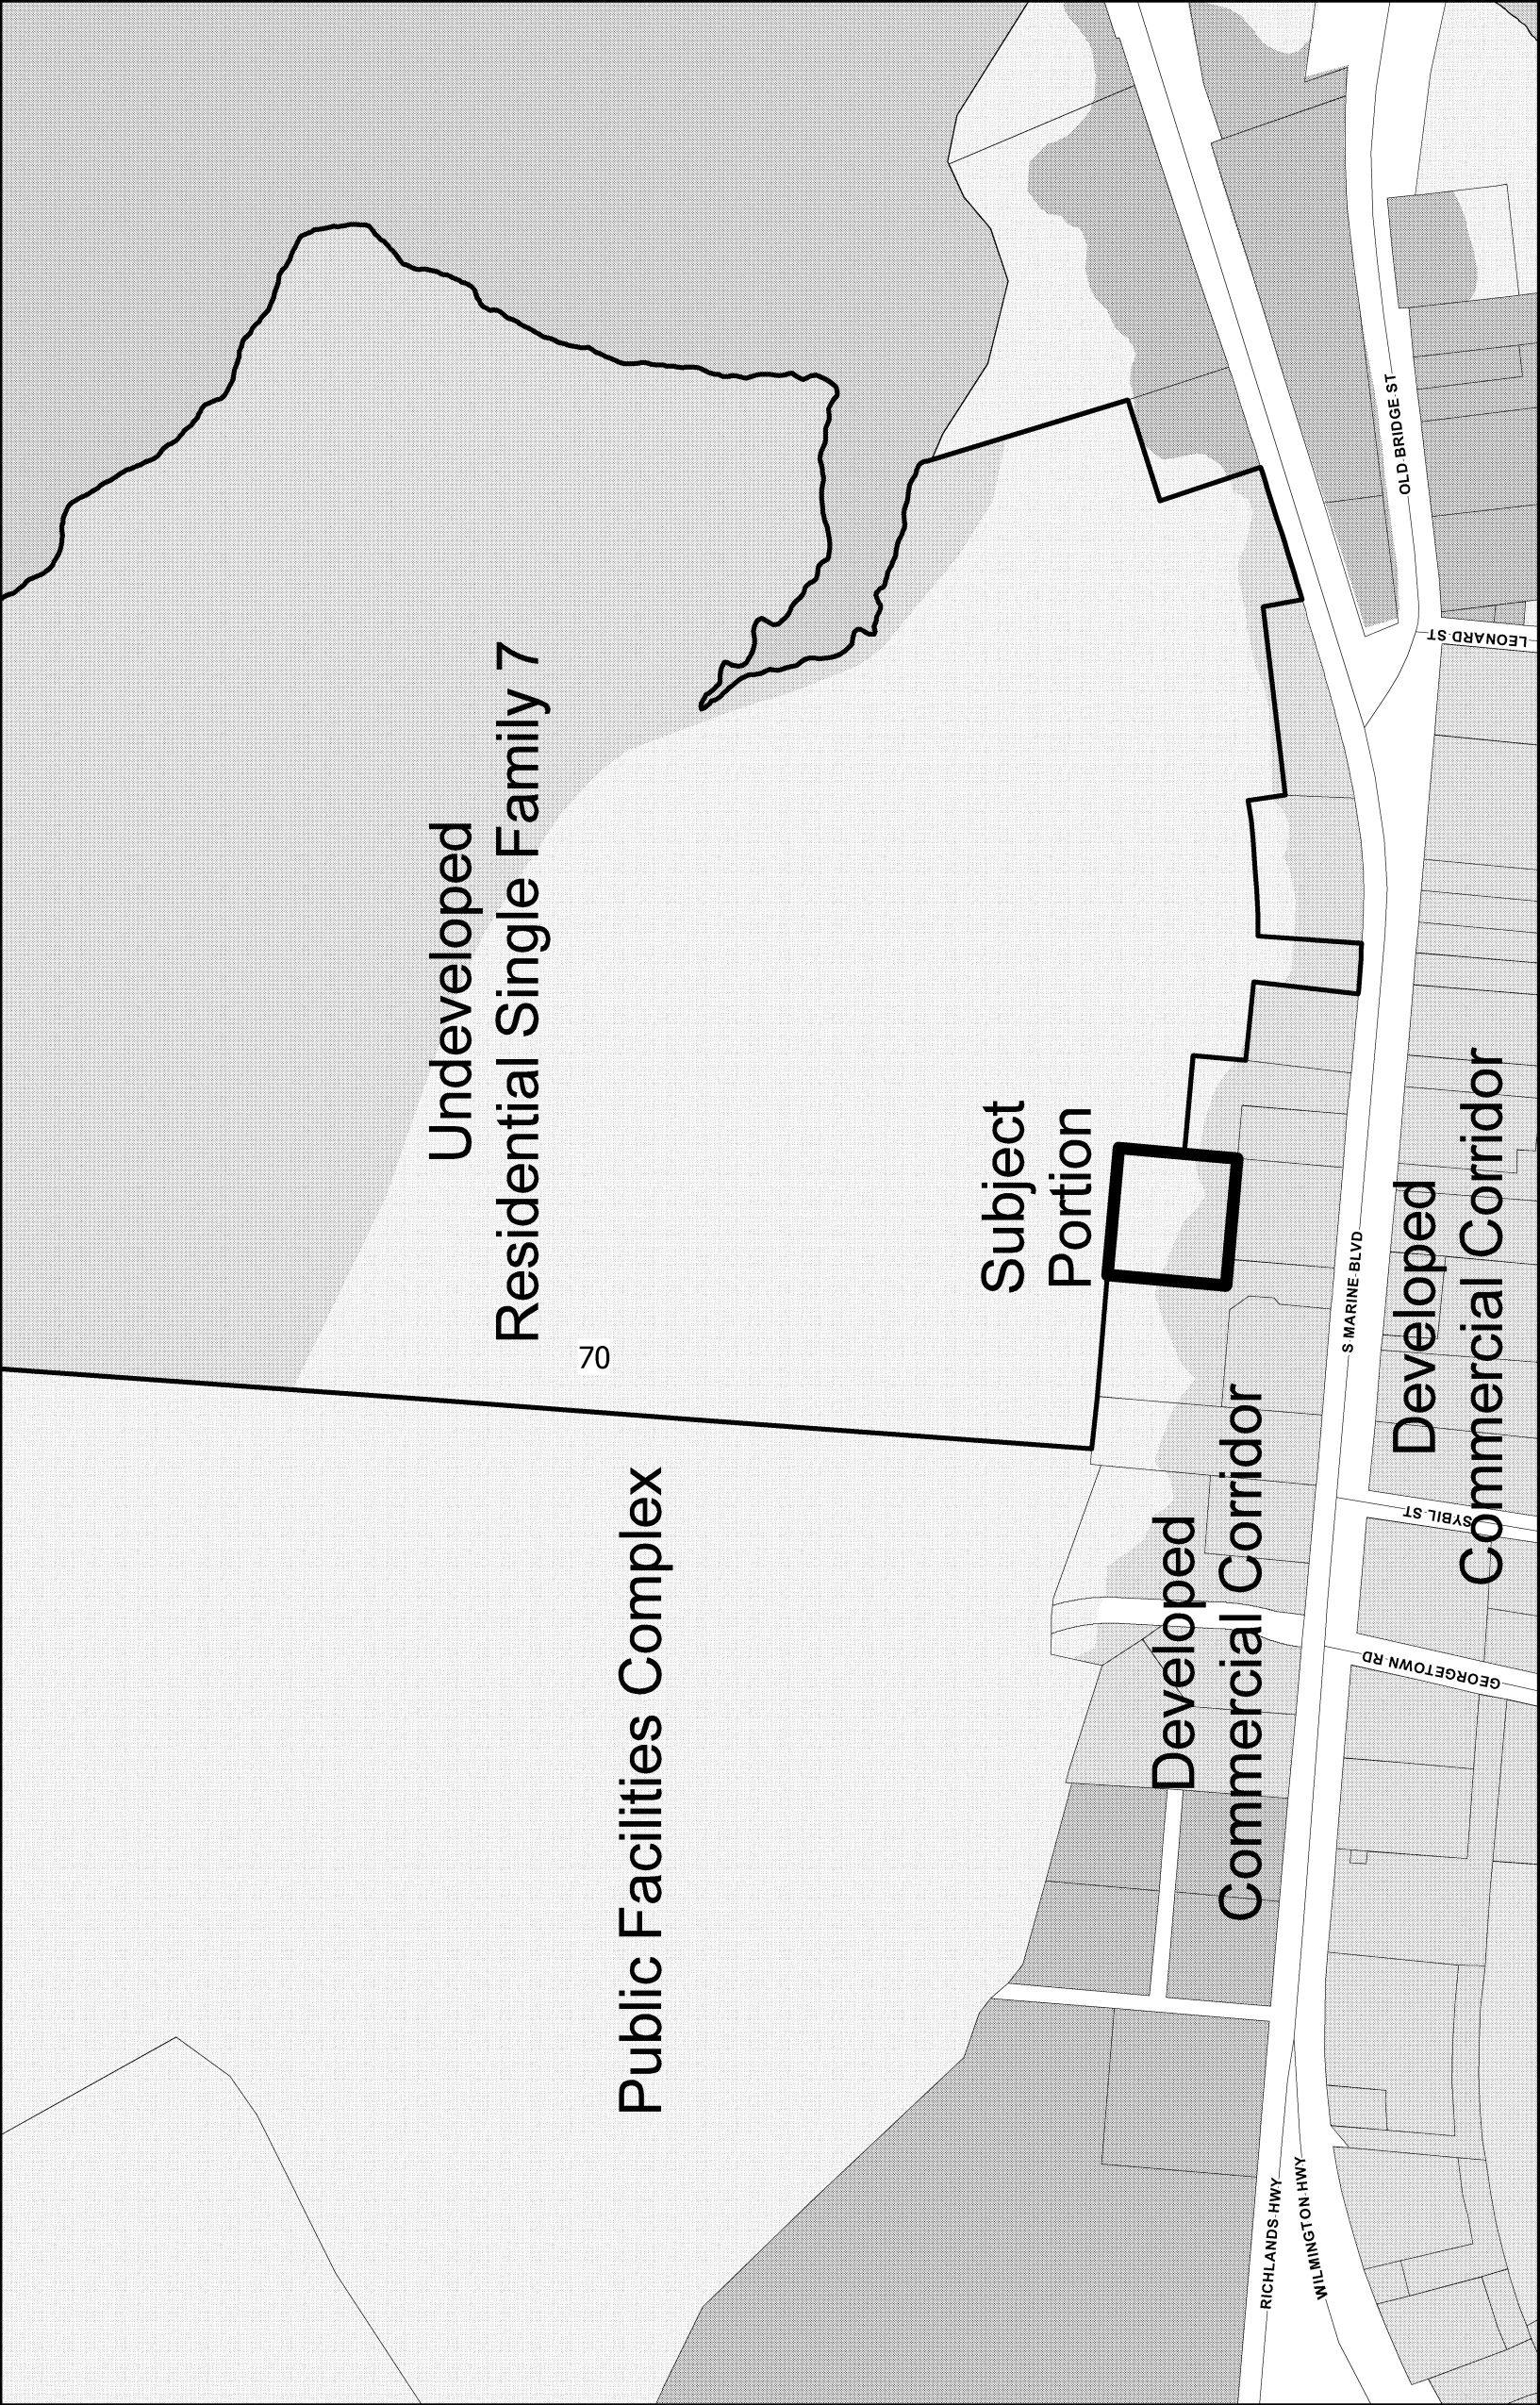 Undeveloped
Residential Single Family 7
70
Public Facilities Complex
Subject
Portion
Developed
Commercial Corridor
Developed
Commercial Corridor
S MARINE BLVD
OLD BRIDGE ST
LEONARD ST
SYBIL ST
GEORGETOWN RD
RICHLANDS HWY
WILMINGTON HWY